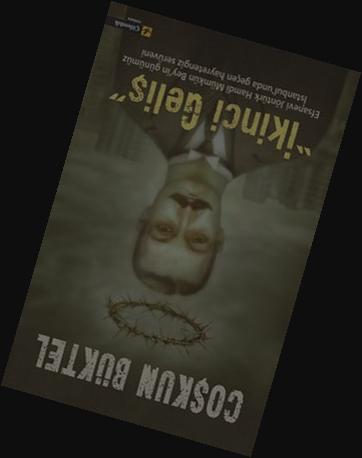 COŞKUN BÜKTEL
"İkinci Geliş"
Efsanevi Jöntürk Hamdi Mümkün Bey'in günümüz
İstanbul'unda geçen hayretengiz serüveni